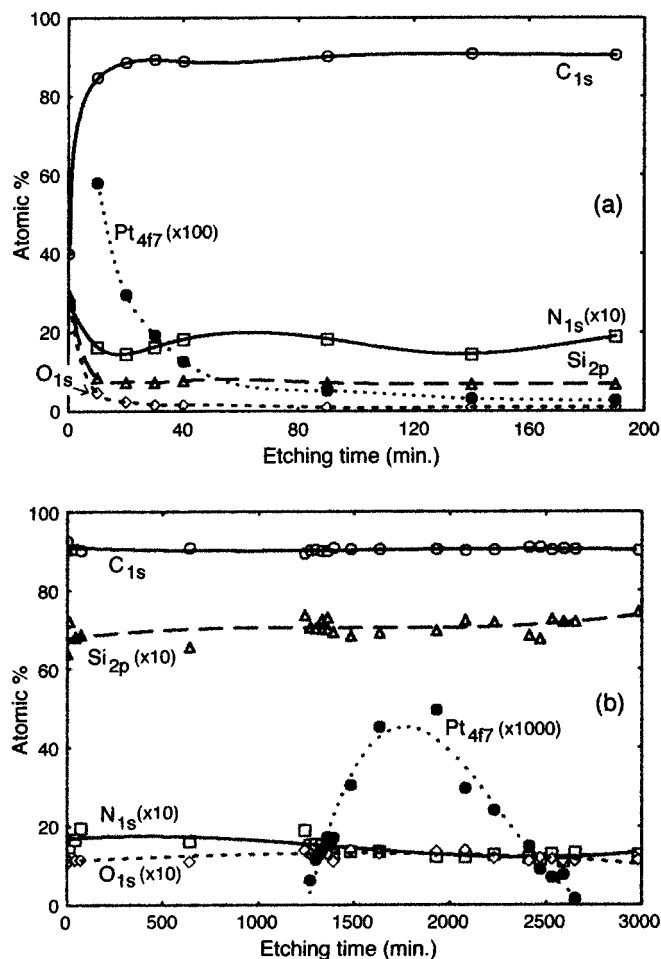 100
80
60
40
20
0
Atomic %
C1s
(a)
Pt4f7 (x100)
N1s(x10)
Si2p
O1s
0 40 80 120 160 200
Etching time (min.)
100
80
60
40
20
0
Atomic %
C1s
Si2p (x10)
(b)
Pt4f7(x1000)
N1s(x10)
O1s(x10)
0 500 1000 1500 2000 2500 3000
Etching time (min.)